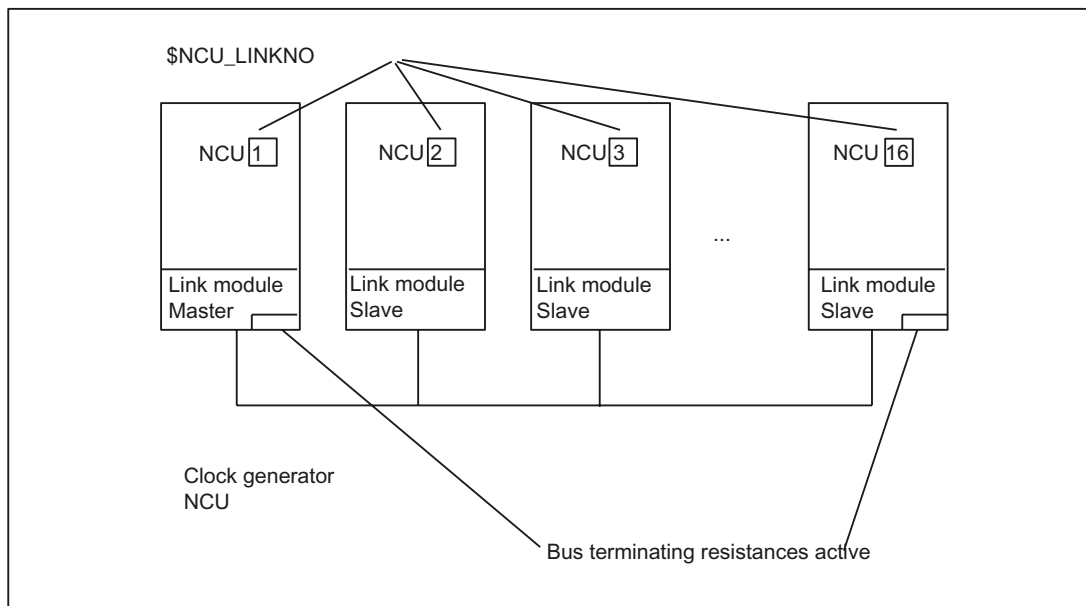 $NCU_LINKNO
NCU 1
NCU 2
NCU 3
NCU 16
...
Link module
Master
Link module
Slave
Link module
Slave
Link module
Slave
Clock generator
NCU
Bus terminating resistances active